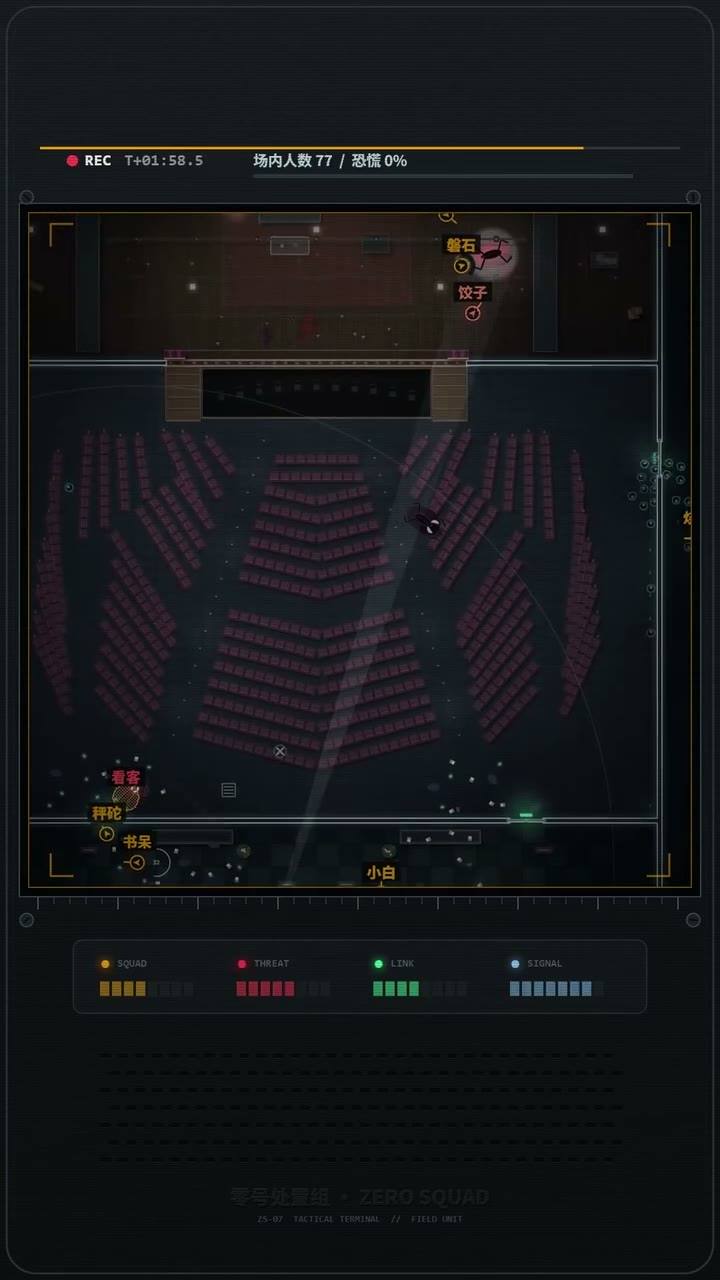 REC T+01:58.5 场内人数 77 / 恐慌 0%
磐石
饺子
看客
秤砣
书呆
小白
SQUAD THREAT LINK SIGNAL
零号处置组 · ZERO SQUAD
ZS-07 TACTICAL TERMINAL // FIELD UNIT